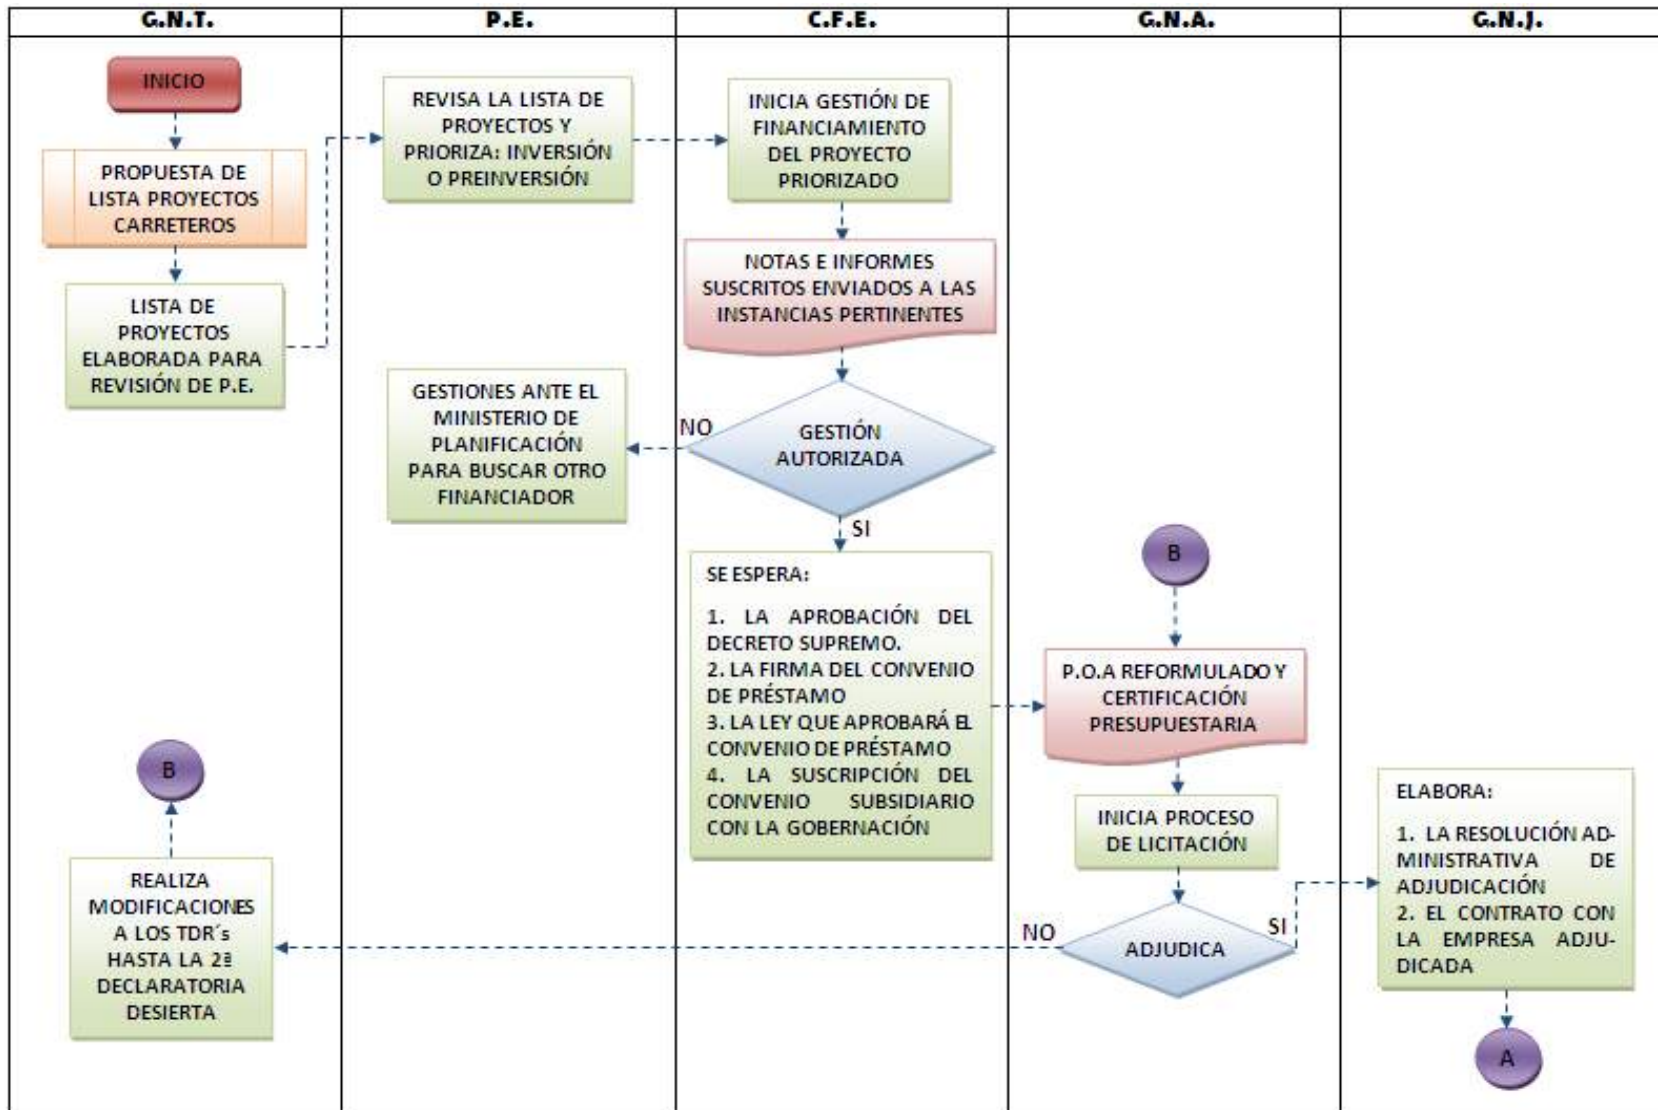 G.N.T.
P.E.
C.F.E.
G.N.A.
G.N.J.
INICIO
PROPUESTA DE
LISTA PROYECTOS
CARRETEROS
LISTA DE
PROYECTOS
ELABORADA PARA
REVISIÓN DE P.E.
REVISA LA LISTA DE
PROYECTOS Y
PRIORIZA: INVERSIÓN
O PREINVERSIÓN
INICIA GESTIÓN DE
FINANCIAMIENTO
DEL PROYECTO
PRIORIZADO
NOTAS E INFORMES
SUSCRITOS ENVIADOS A LAS
INSTANCIAS PERTINENTES
GESTIÓN
AUTORIZADA
NO
GESTIONES ANTE EL
MINISTERIO DE
PLANIFICACIÓN
PARA BUSCAR OTRO
FINANCIADOR
SI
SE ESPERA:
1. LA APROBACIÓN DEL
DECRETO SUPREMO.
2. LA FIRMA DEL CONVENIO
DE PRÉSTAMO
3. LA LEY QUE APROBARÁ EL
CONVENIO DE PRÉSTAMO
4. LA SUSCRIPCIÓN DEL
CONVENIO SUBSIDIARIO
CON LA GOBERNACIÓN
B
P.O.A REFORMULADO Y
CERTIFICACIÓN
PRESUPUESTARIA
INICIA PROCESO
DE LICITACIÓN
ADJUDICA
NO
SI
B
REALIZA
MODIFICACIONES
A LOS TDR´s
HASTA LA 2ª
DECLARATORIA
DESIERTA
ELABORA:
1. LA RESOLUCIÓN AD-
MINISTRATIVA DE
ADJUDICACIÓN
2. EL CONTRATO CON
LA EMPRESA ADJU-
DICADA
A